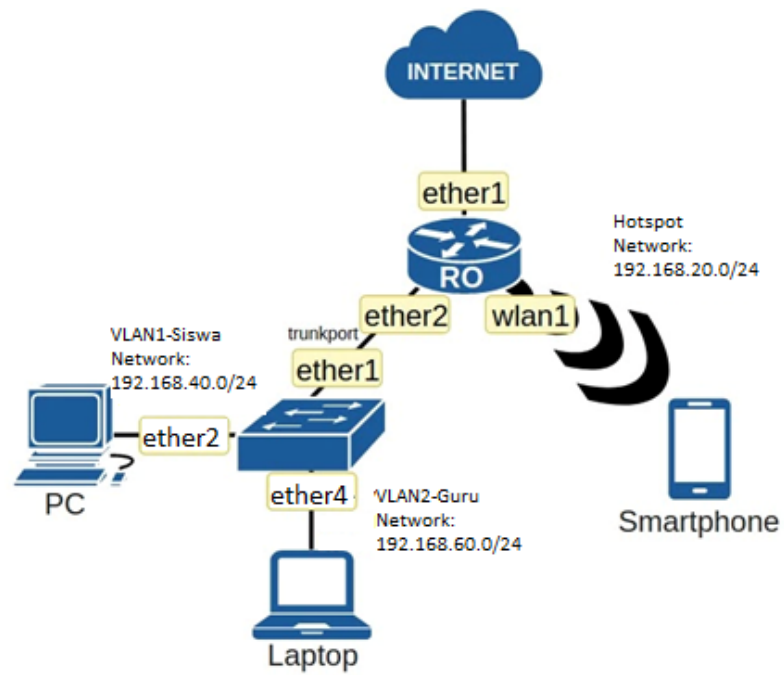 INTERNET
ether1
Hotspot
Network:
192.168.20.0/24
RO
ether2
wlan1
trunkport
ether1
VLAN1-Siswa
Network:
192.168.40.0/24
ether2
PC
ether4
VLAN2-Guru
Network:
192.168.60.0/24
Smartphone
Laptop